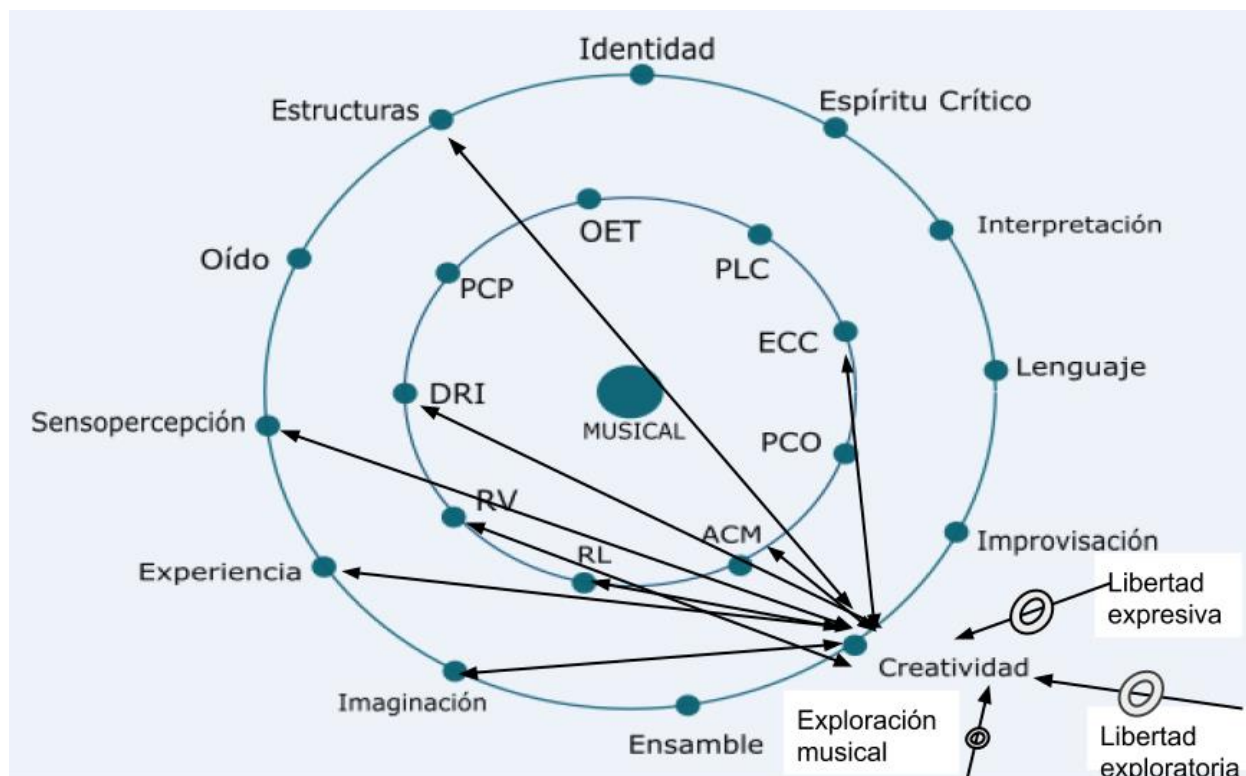 Identidad
Espíritu Crítico
Estructuras
OET
Interpretación
Oído
PLC
PCP
ECC
Lenguaje
DRI
MUSICAL
Sensopercepción
PCO
RV
ACM
Improvisación
RL
Experiencia
Libertad
expresiva
Creatividad
Imaginación
Exploración
musical
Ensamble
Libertad
exploratoria